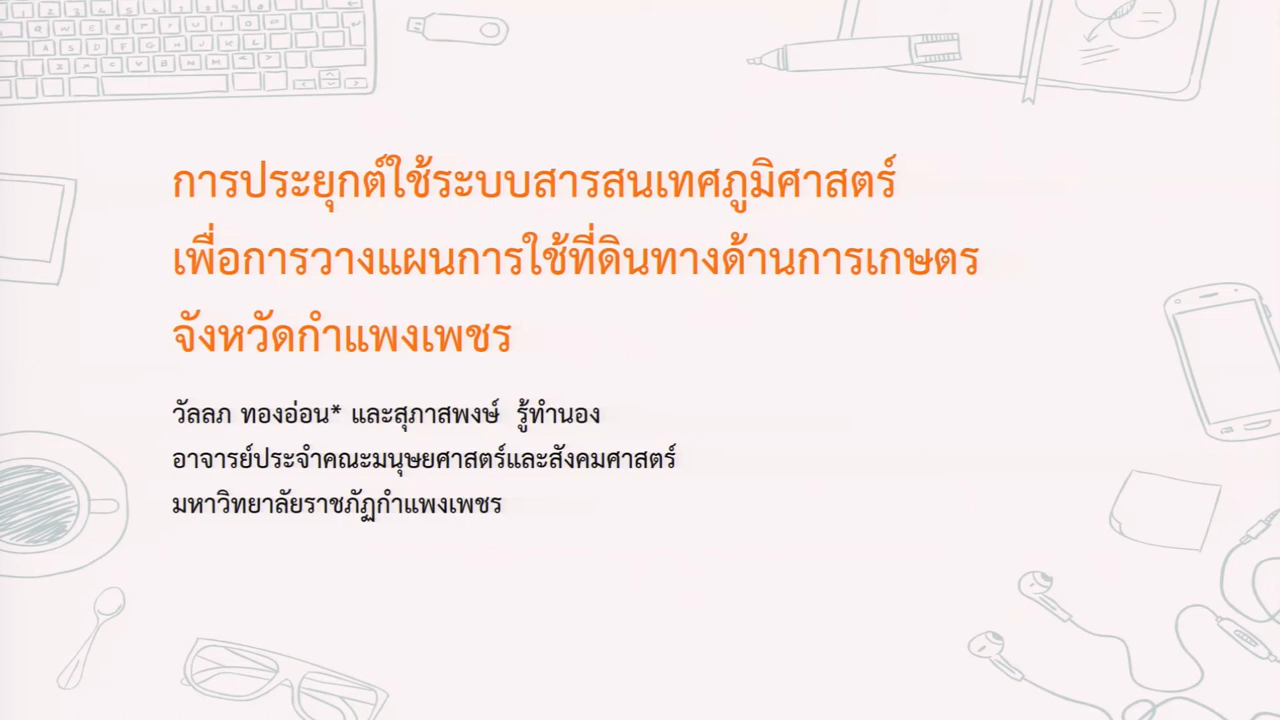 การประยุกต์ใช้ระบบสารสนเทศภูมิศาสตร์
เพื่อการวางแผนการใช้ที่ดินทางด้านการเกษตร
จังหวัดกำแพงเพชร
วัลลภ ทองอ่อน* และสุภาสพงษ์  รู้ทำนอง
อาจารย์ประจำคณะมนุษยศาสตร์และสังคมศาสตร์
มหาวิทยาลัยราชภัฏกำแพงเพชร